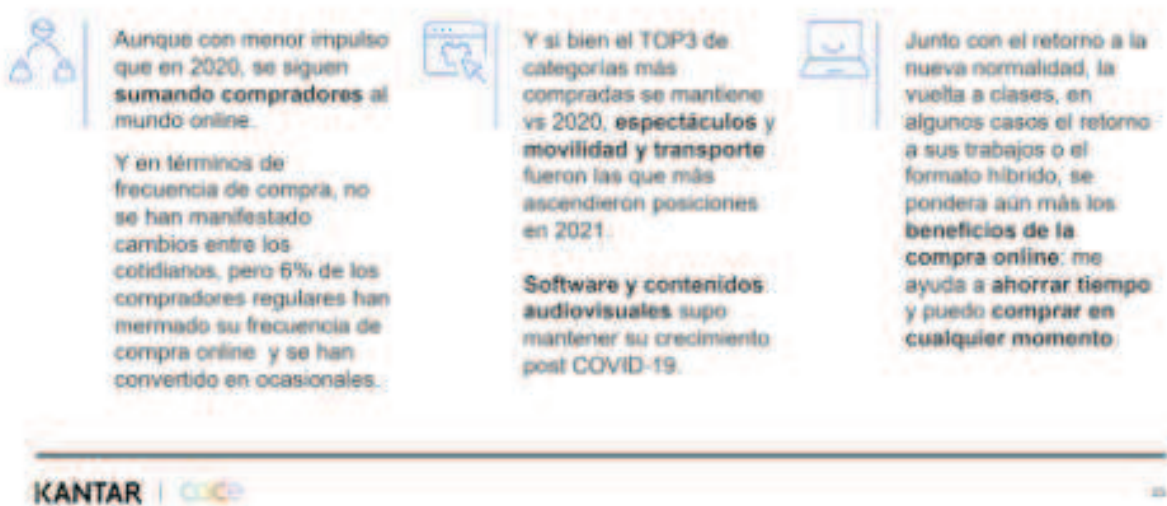 Aunque con menor impulso
que en 2020, se siguen
sumando compradores al
mundo online.
Y en términos de
frecuencia de compra, no
se han manifestado
cambios entre los
cotidianos, pero 6% de los
compradores regulares han
mermado su frecuencia de
compra online y se han
convertido en ocasionales.
Y si bien el TOP3 de
categorías más
compradas se mantiene
vs 2020, espectáculos y
movilidad y transporte
fueron las que más
ascendieron posiciones
en 2021.
Software y contenidos
audiovisuales supo
mantener su crecimiento
post COVID-19.
Junto con el retorno a la
nueva normalidad, la
vuelta a clases, en
algunos casos el retorno
a sus trabajos o el
formato híbrido, se
pondera aún más los
beneficios de la
compra online: me
ayuda a ahorrar tiempo
y puedo comprar en
cualquier momento
KANTAR | cace